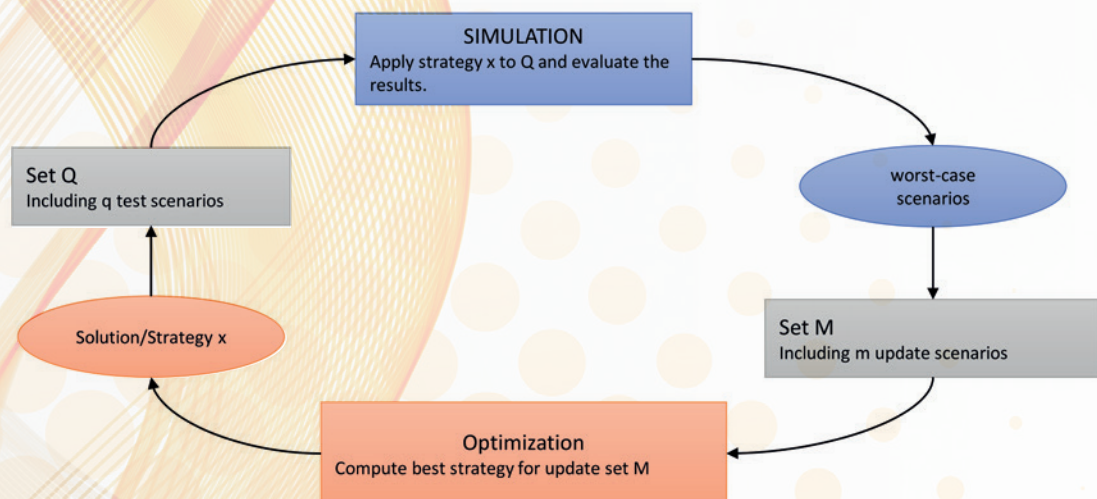 SIMULATION
Apply strategy x to Q and evaluate the
results.
Set Q
Including q test scenarios
worst-case
scenarios
Solution/Strategy x
Set M
Including m update scenarios
Optimization
Compute best strategy for update set M